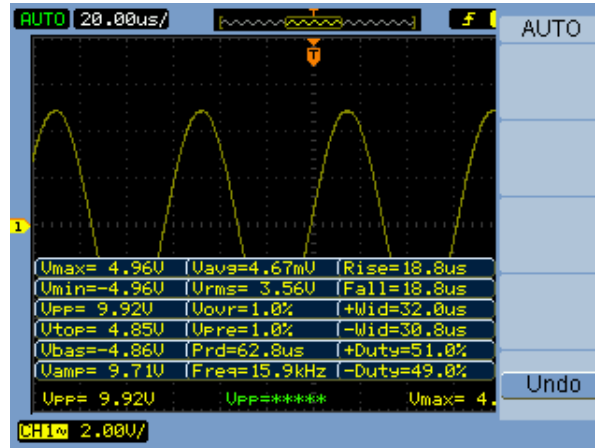 AUTO 20.00us/
AUTO
T
1
Vmax= 4.96V Vavg=4.67mV Rise=18.8us
Vmin=-4.96V Vrms= 3.56V Fall=18.8us
Vpp= 9.92V Vovr=1.0% +Wid=32.0us
Vtop= 4.85V Vpre=1.0% -Wid=30.8us
Vbas=-4.86V Prd=62.8us +Duty=51.0%
Vamp= 9.71V Freq=15.9kHz -Duty=49.0%
Undo
Vpp= 9.92V Vpp=***** Vmax= 4.
CH1~ 2.00V/